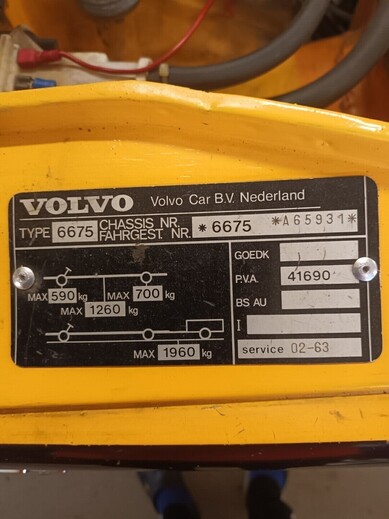 VOLVO Volvo Car B.V. Nederland
TYPE 6675 CHASSIS NR. FAHRGEST. NR. *6675 *A65931*
GOEDK
MAX 590 kg MAX 700 kg
P.V.A. 41690
MAX 1260 kg
BS AU
I
MAX 1960 kg
service 02-63